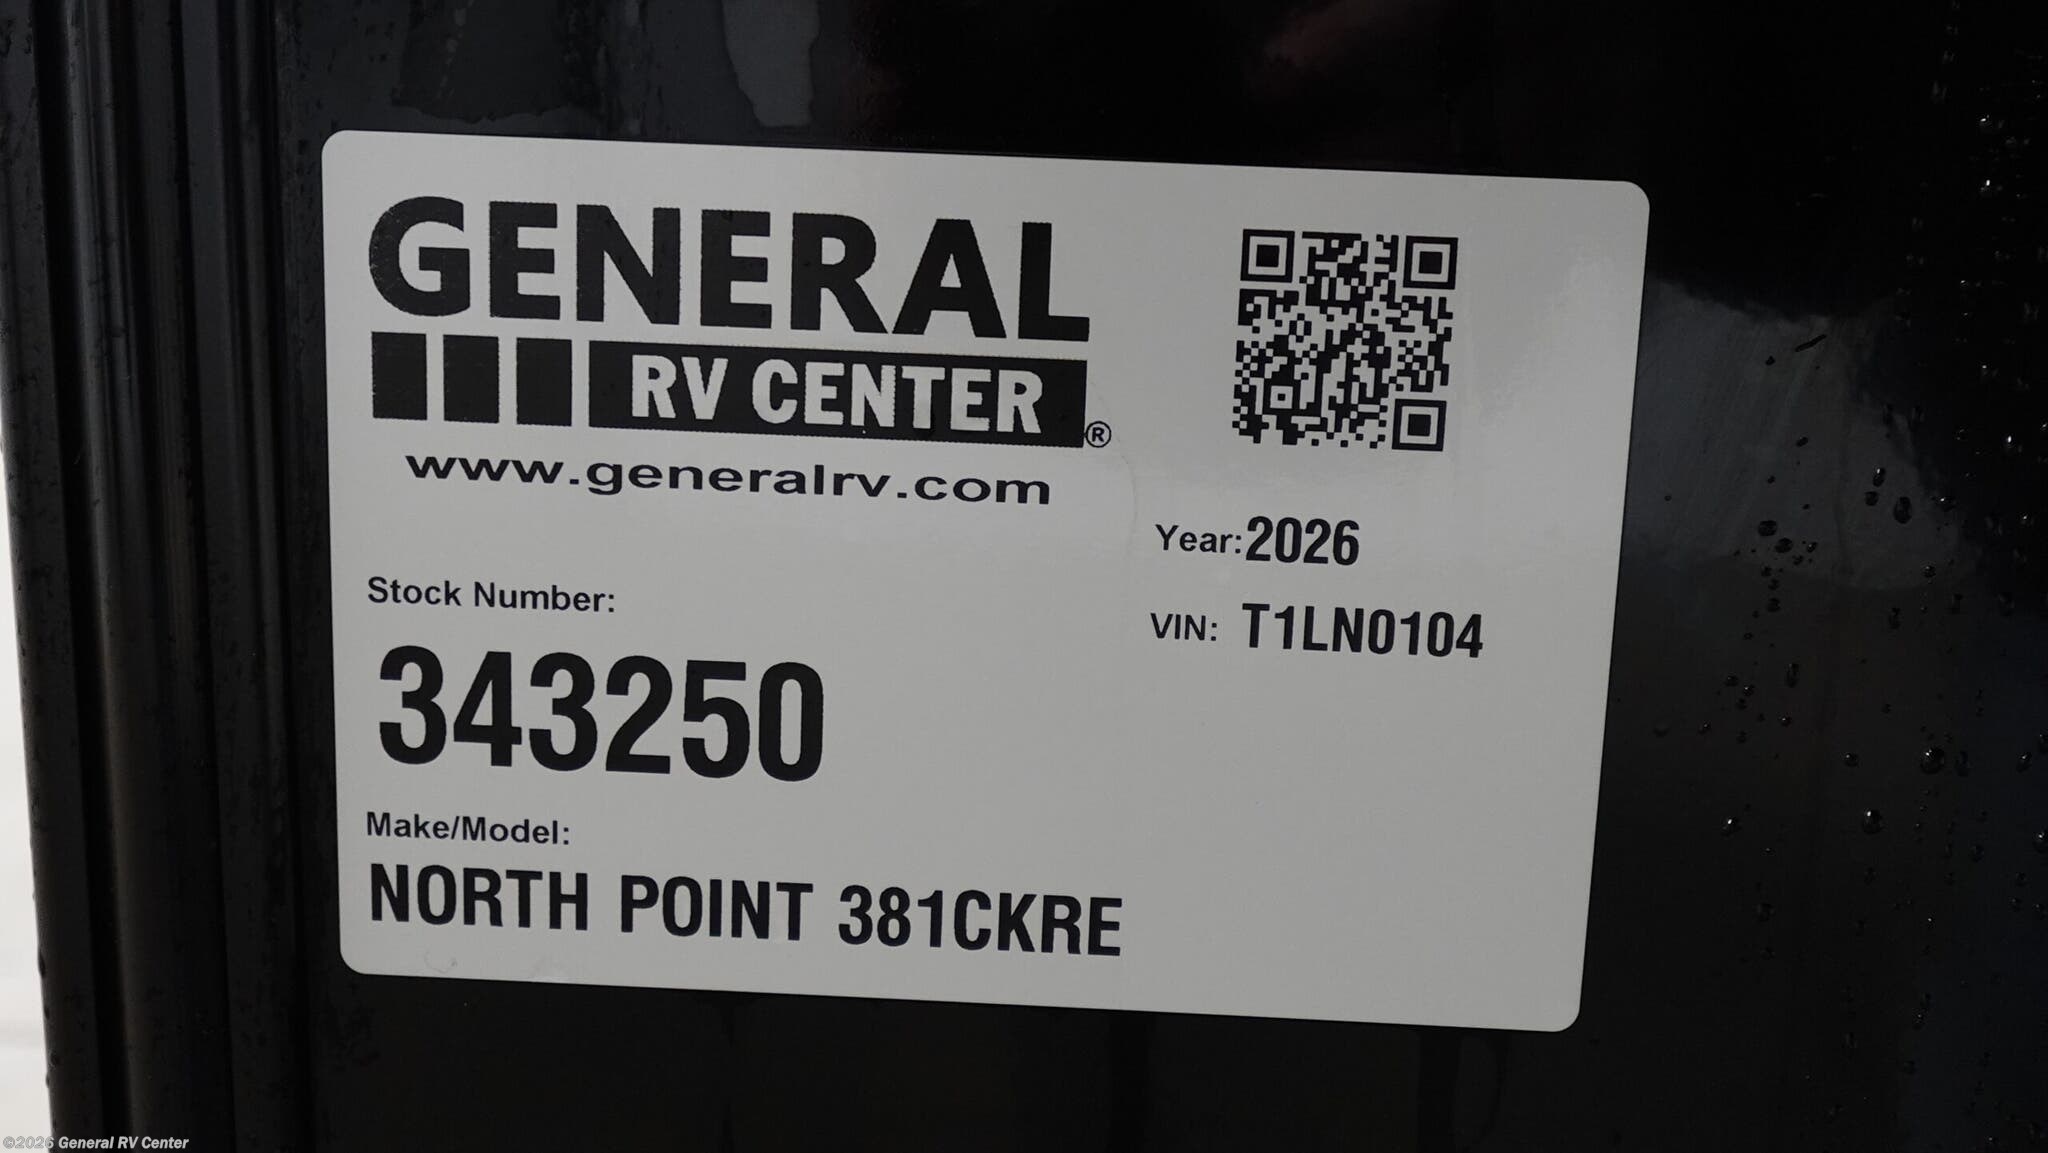 GENERAL
RV CENTER®
www.generalrv.com
Year: 2026
VIN: T1LN0104
Stock Number:
343250
Make/Model:
NORTH POINT 381CKRE
©2026 General RV Center